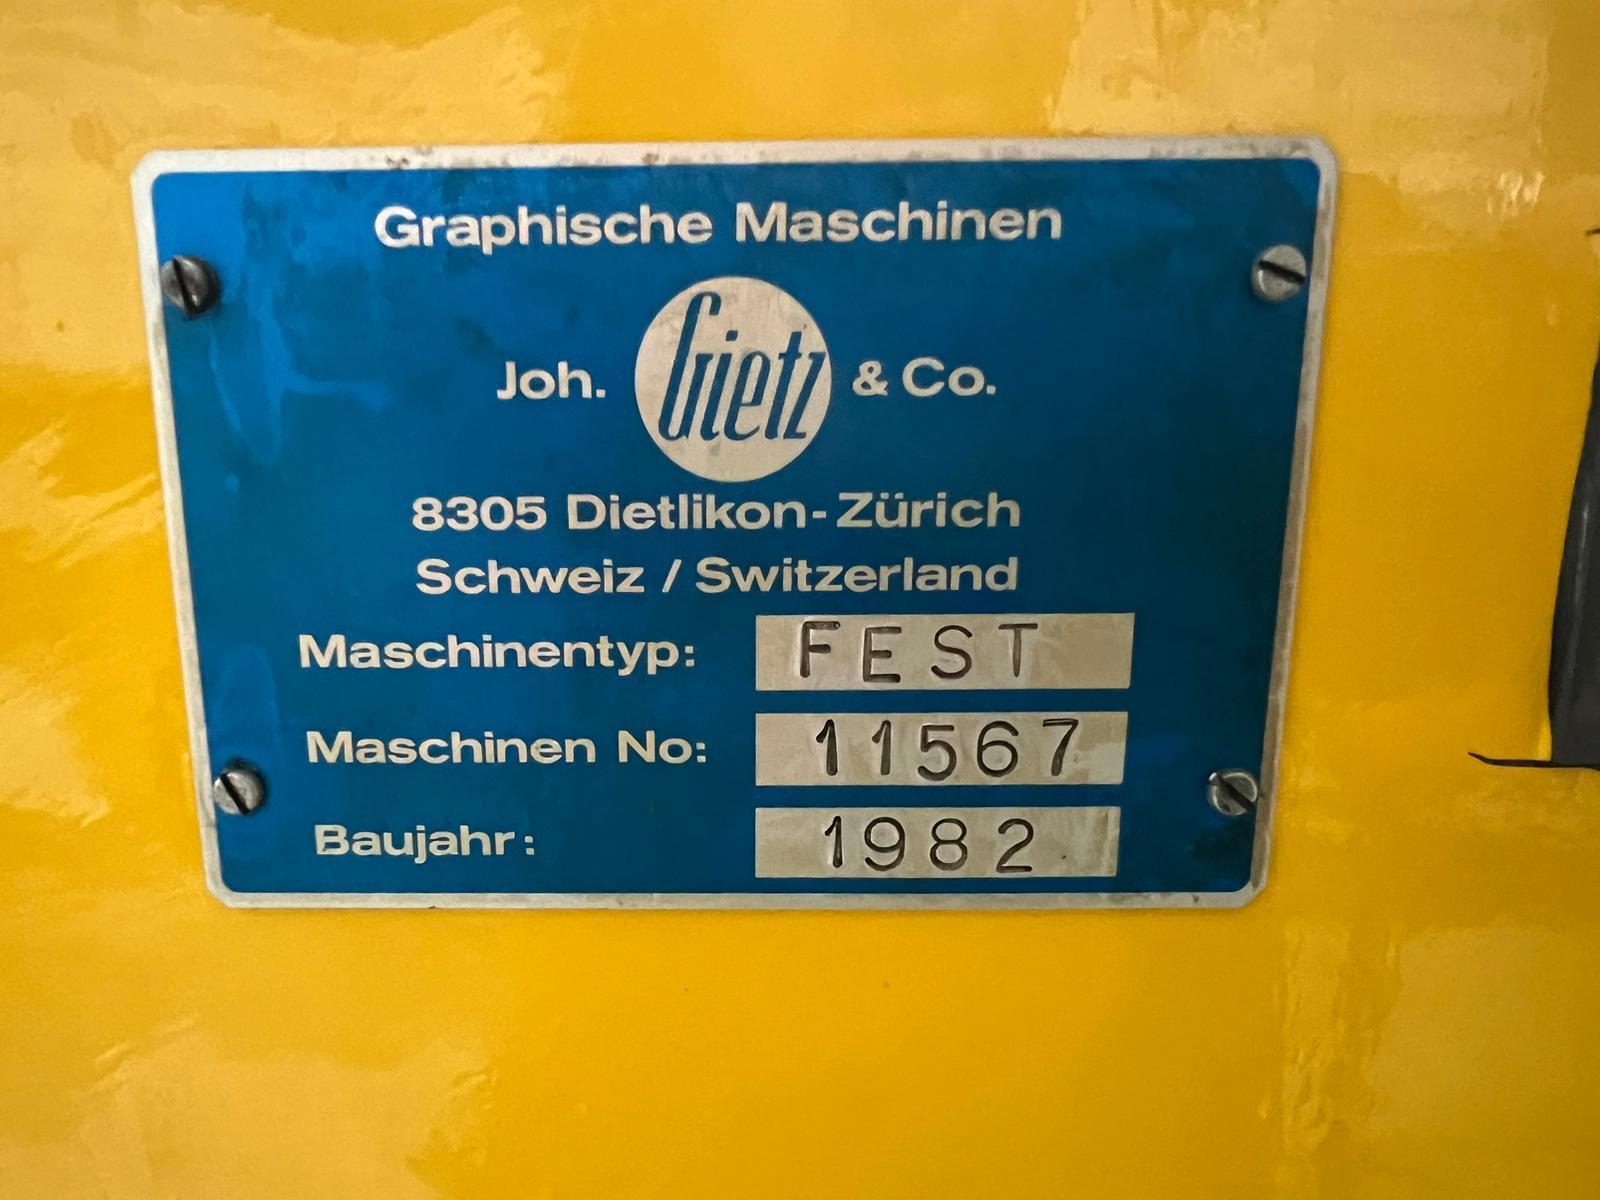 Graphische Maschinen
Joh. Gietz & Co.
8305 Dietlikon-Zürich
Schweiz / Switzerland
Maschinentyp: FEST
Maschinen No: 11567
Baujahr: 1982